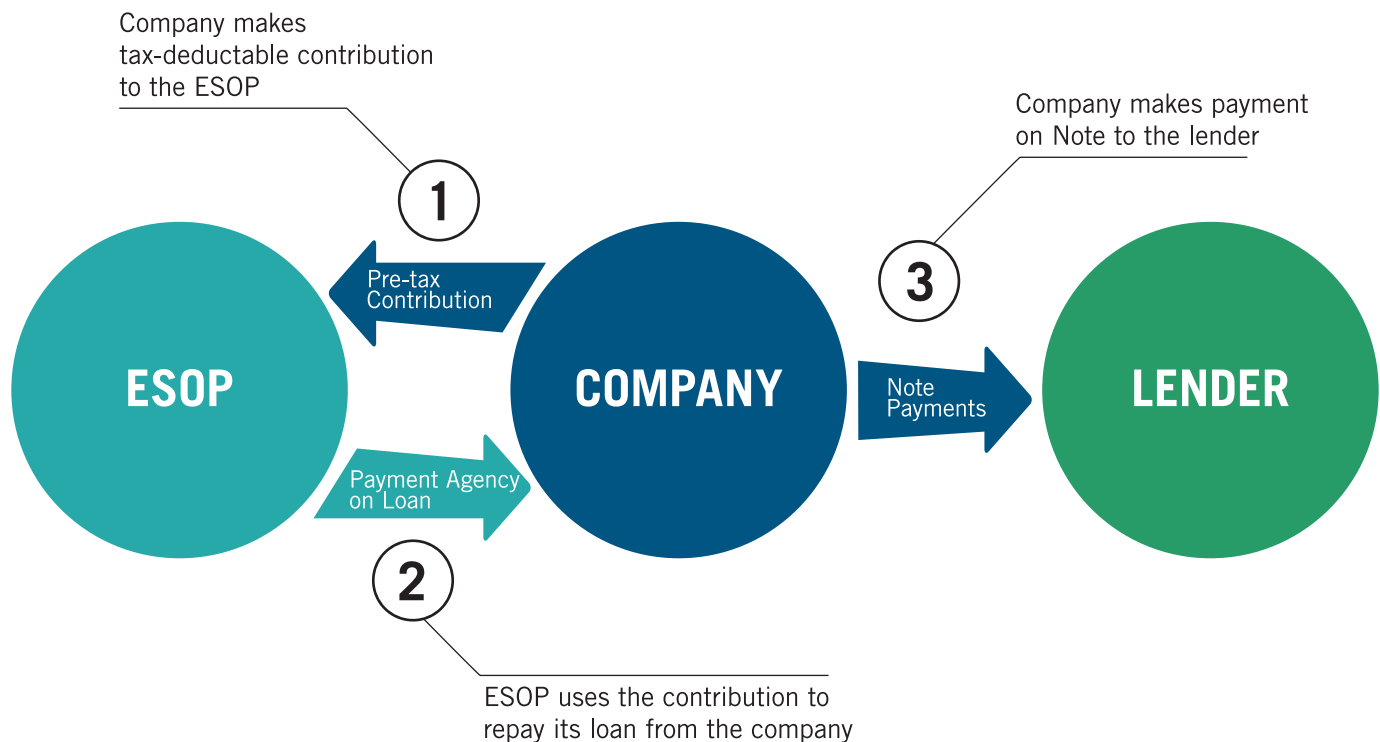 Company makes
tax-deductable contribution
to the ESOP
Company makes payment
on Note to the lender
1
3
Pre-tax
Contribution
ESOP
COMPANY
Note
Payments
LENDER
Payment Agency
on Loan
2
ESOP uses the contribution to
repay its loan from the company